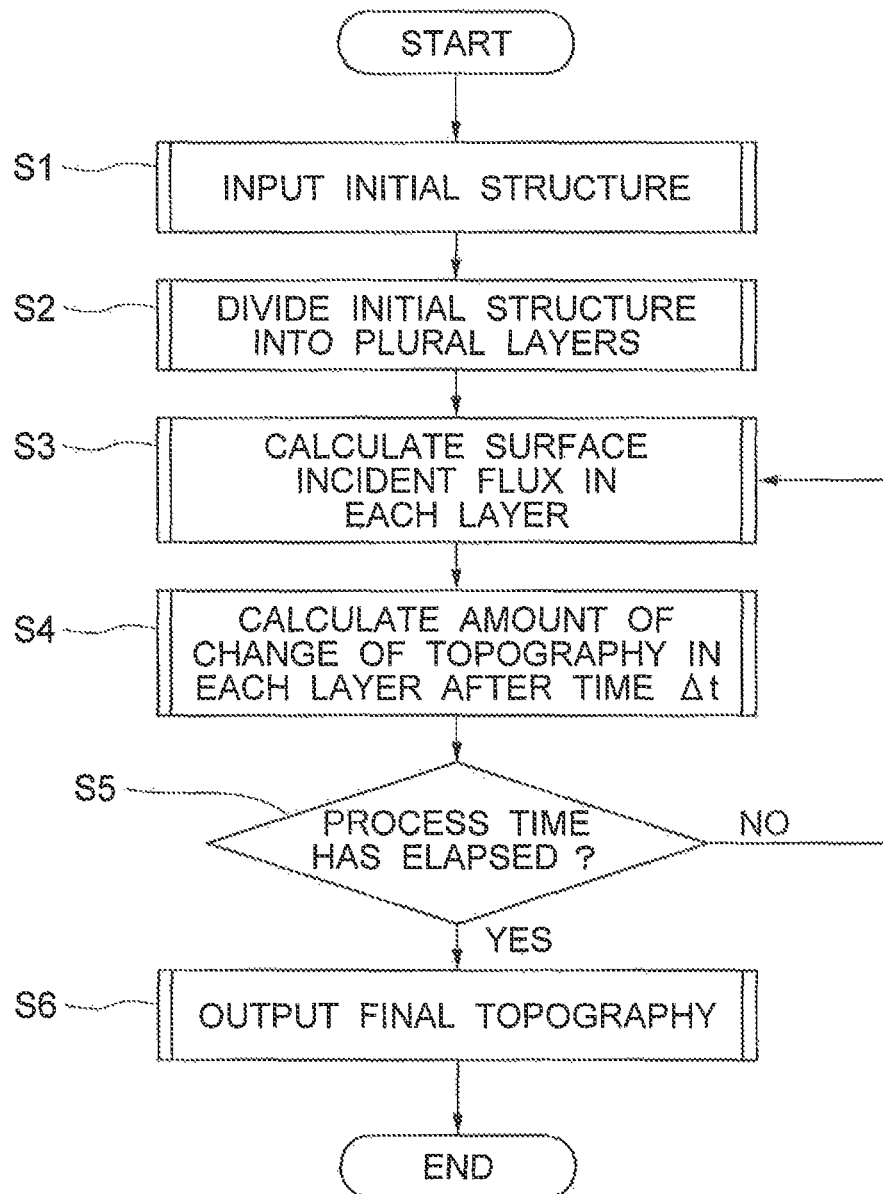 START
S1
INPUT INITIAL STRUCTURE
S2
DIVIDE INITIAL STRUCTURE
INTO PLURAL LAYERS
S3
CALCULATE SURFACE
INCIDENT FLUX IN
EACH LAYER
S4
CALCULATE AMOUNT OF
CHANGE OF TOPOGRAPHY IN
EACH LAYER AFTER TIME Δt
S5
PROCESS TIME
HAS ELAPSED ?
NO
YES
S6
OUTPUT FINAL TOPOGRAPHY
END